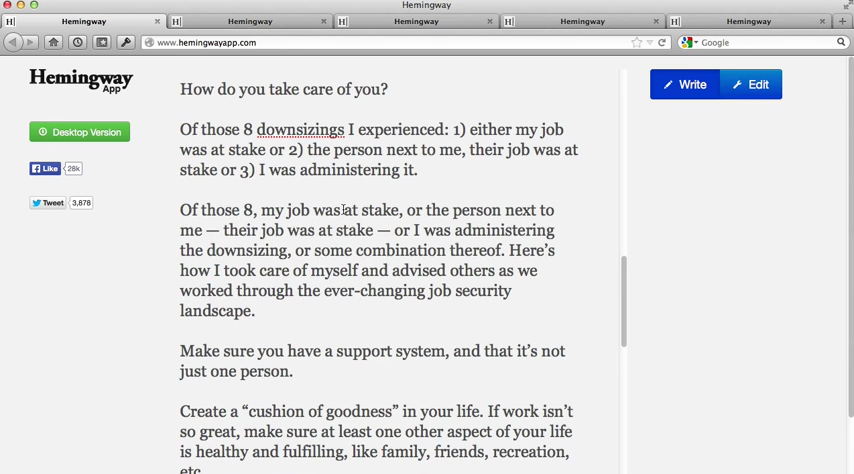 Hemingway
H Hemingway × H Hemingway × H Hemingway × H Hemingway × H Hemingway × +
www.hemingwayapp.com Google
Hemingway
App
Write Edit
Desktop Version
Like 28k
Tweet 3,878
How do you take care of you?
Of those 8 downsizings I experienced: 1) either my job
was at stake or 2) the person next to me, their job was at
stake or 3) I was administering it.
Of those 8, my job was at stake, or the person next to
me — their job was at stake — or I was administering
the downsizing, or some combination thereof. Here’s
how I took care of myself and advised others as we
worked through the ever-changing job security
landscape.
Make sure you have a support system, and that it’s not
just one person.
Create a “cushion of goodness” in your life. If work isn’t
so great, make sure at least one other aspect of your life
is healthy and fulfilling, like family, friends, recreation,
etc